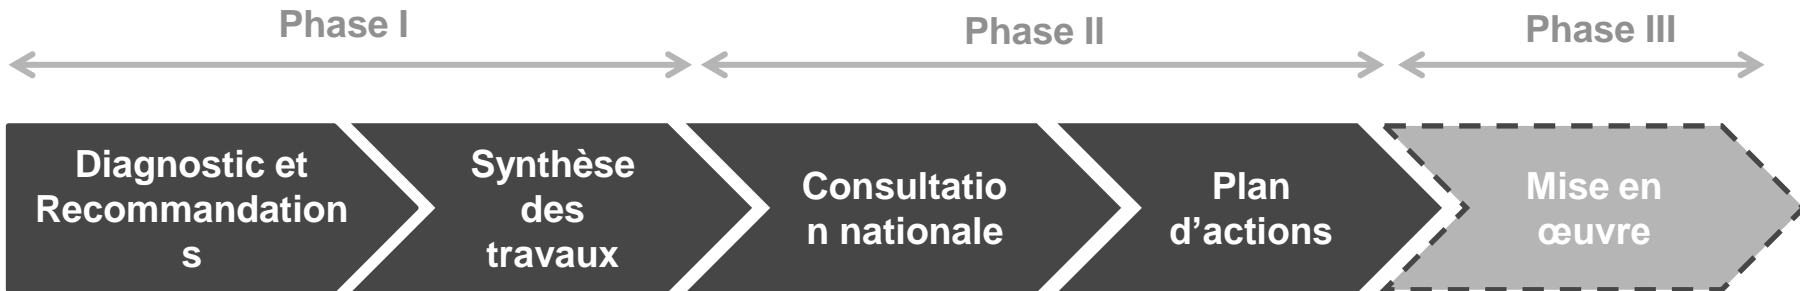 Phase I
Phase II
Phase III
Diagnostic et
Recommandation
s
Synthèse
des
travaux
Consultatio
n nationale
Plan
d’actions
Mise en
œuvre